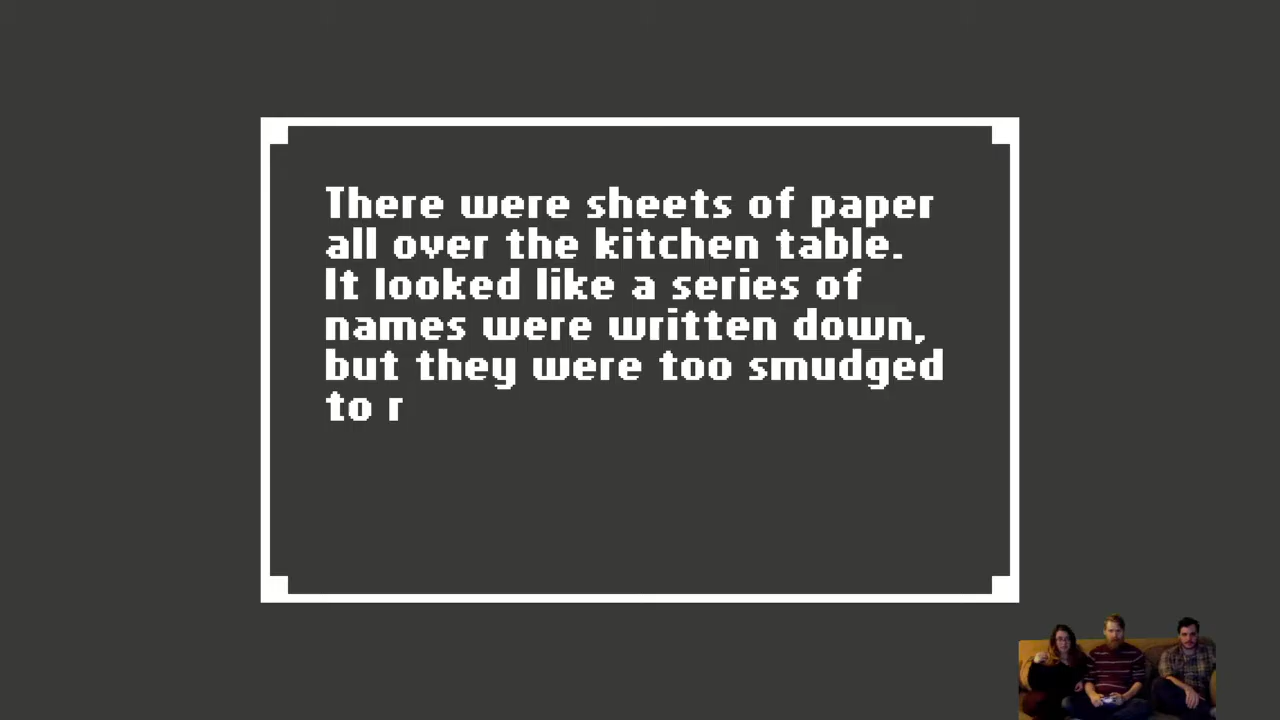 There were sheets of paper
all over the kitchen table.
It looked like a series of
names were written down,
but they were too smudged
to r